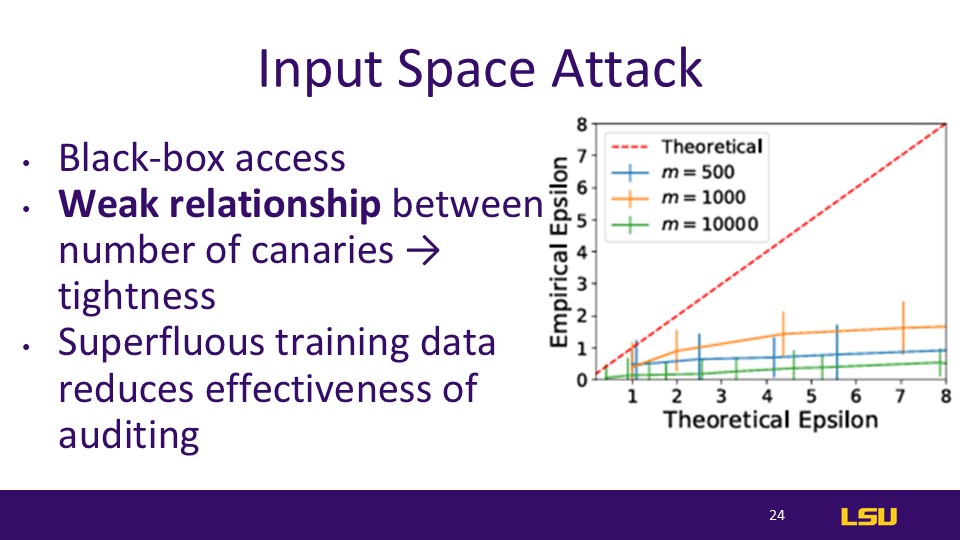 Input Space Attack
• Black-box access
• Weak relationship between
number of canaries →
tightness
• Superfluous training data
reduces effectiveness of
auditing
Empirical Epsilon
8
7
6
5
4
3
2
1
0
Theoretical
m = 500
m = 1000
m = 10000
1 2 3 4 5 6 7 8
Theoretical Epsilon
24
LSU